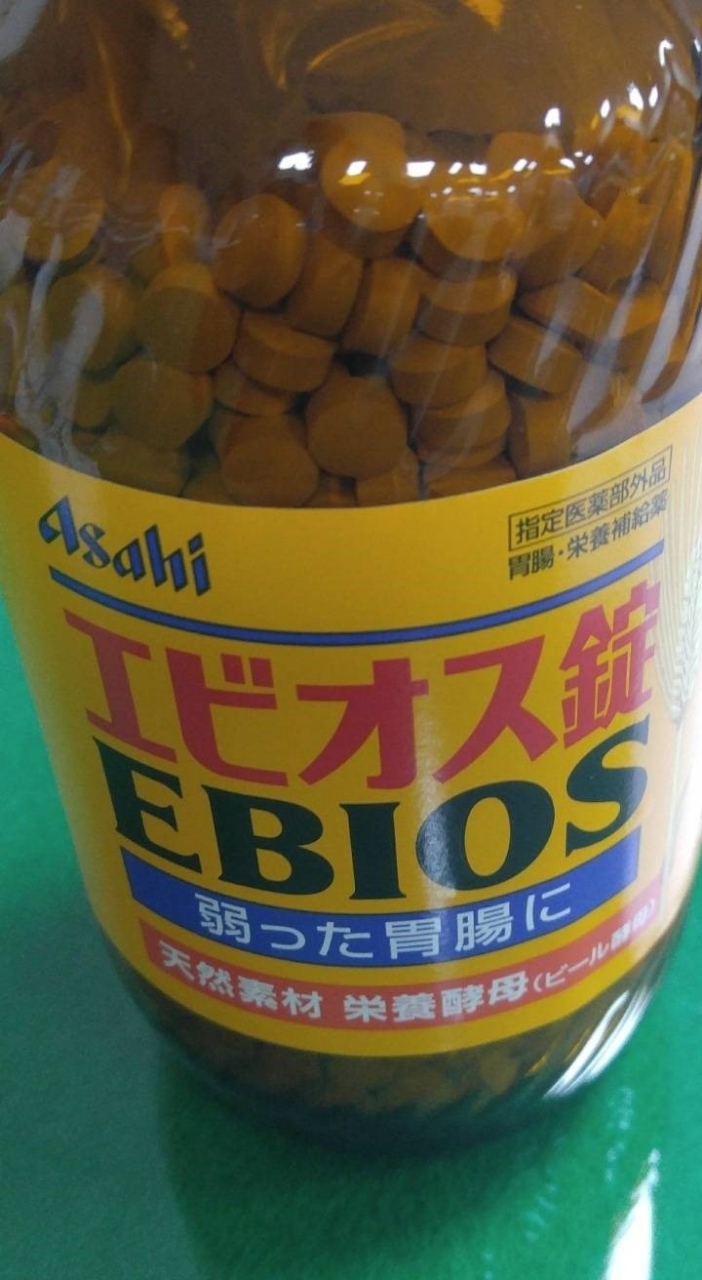 Asahi
指定医薬部外品
胃腸・栄養補給薬
エビオス錠
EBIOS
弱った胃腸に
天然素材 栄養酵母(ビール酵母)